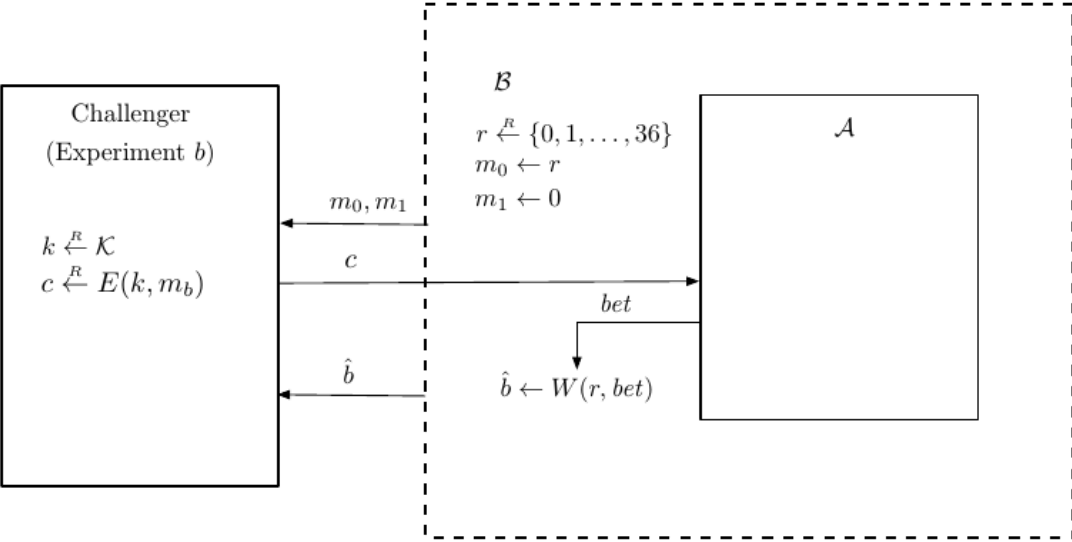 Challenger
(Experiment b)
k ←R 𝒦
c ←R E(k, m_b)
m_0, m_1
c
b̂
ℬ
r ←R {0, 1, . . . , 36}
m_0 ← r
m_1 ← 0
bet
b̂ ← W(r, bet)
𝒜